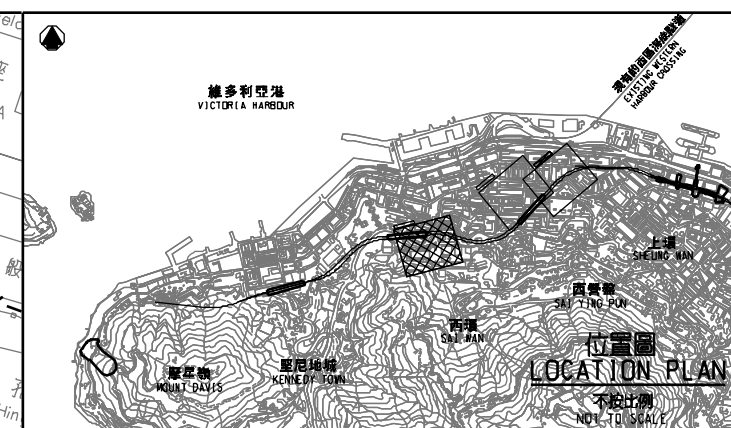 維多利亞港
VICTORIA HARBOUR
現有的西區海底隧道
EXISTING WESTERN
HARBOUR CROSSING
上環
SHEUNG WAN
西營盤
SAI YING PUN
西環
SAI WAN
堅尼地城
KENNEDY TOWN
摩星嶺
MOUNT DAVIS
位置圖
LOCATION PLAN
不按比例
NOT TO SCALE